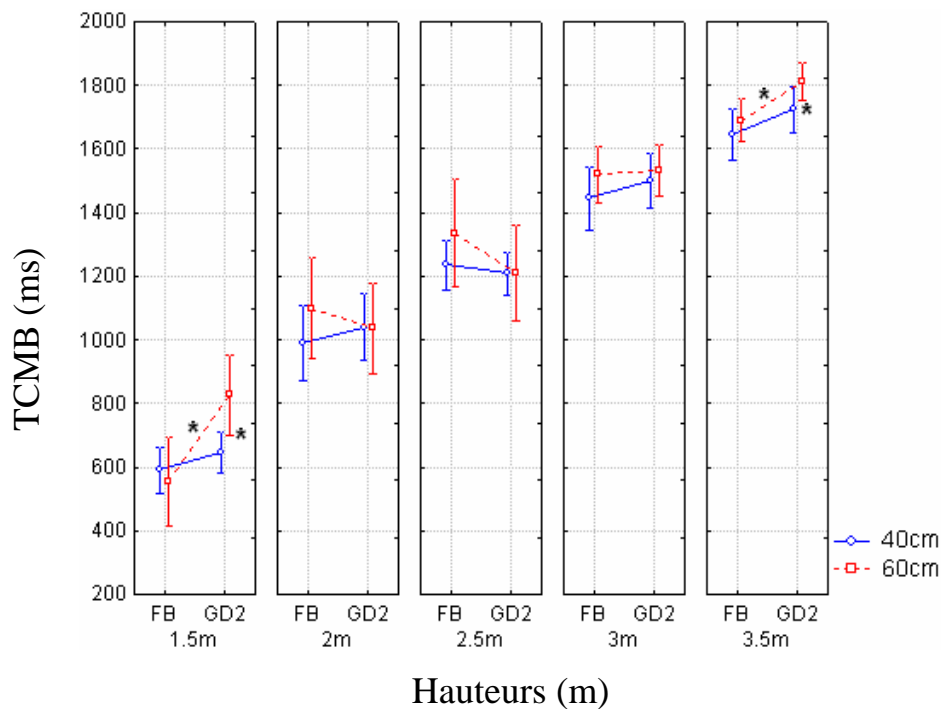 TCMB (ms)
2000
1800
1600
1400
1200
1000
800
600
400
200
* *
* *
FB GD2 FB GD2 FB GD2 FB GD2 FB GD2
1.5m 2m 2.5m 3m 3.5m
40cm
60cm
Hauteurs (m)